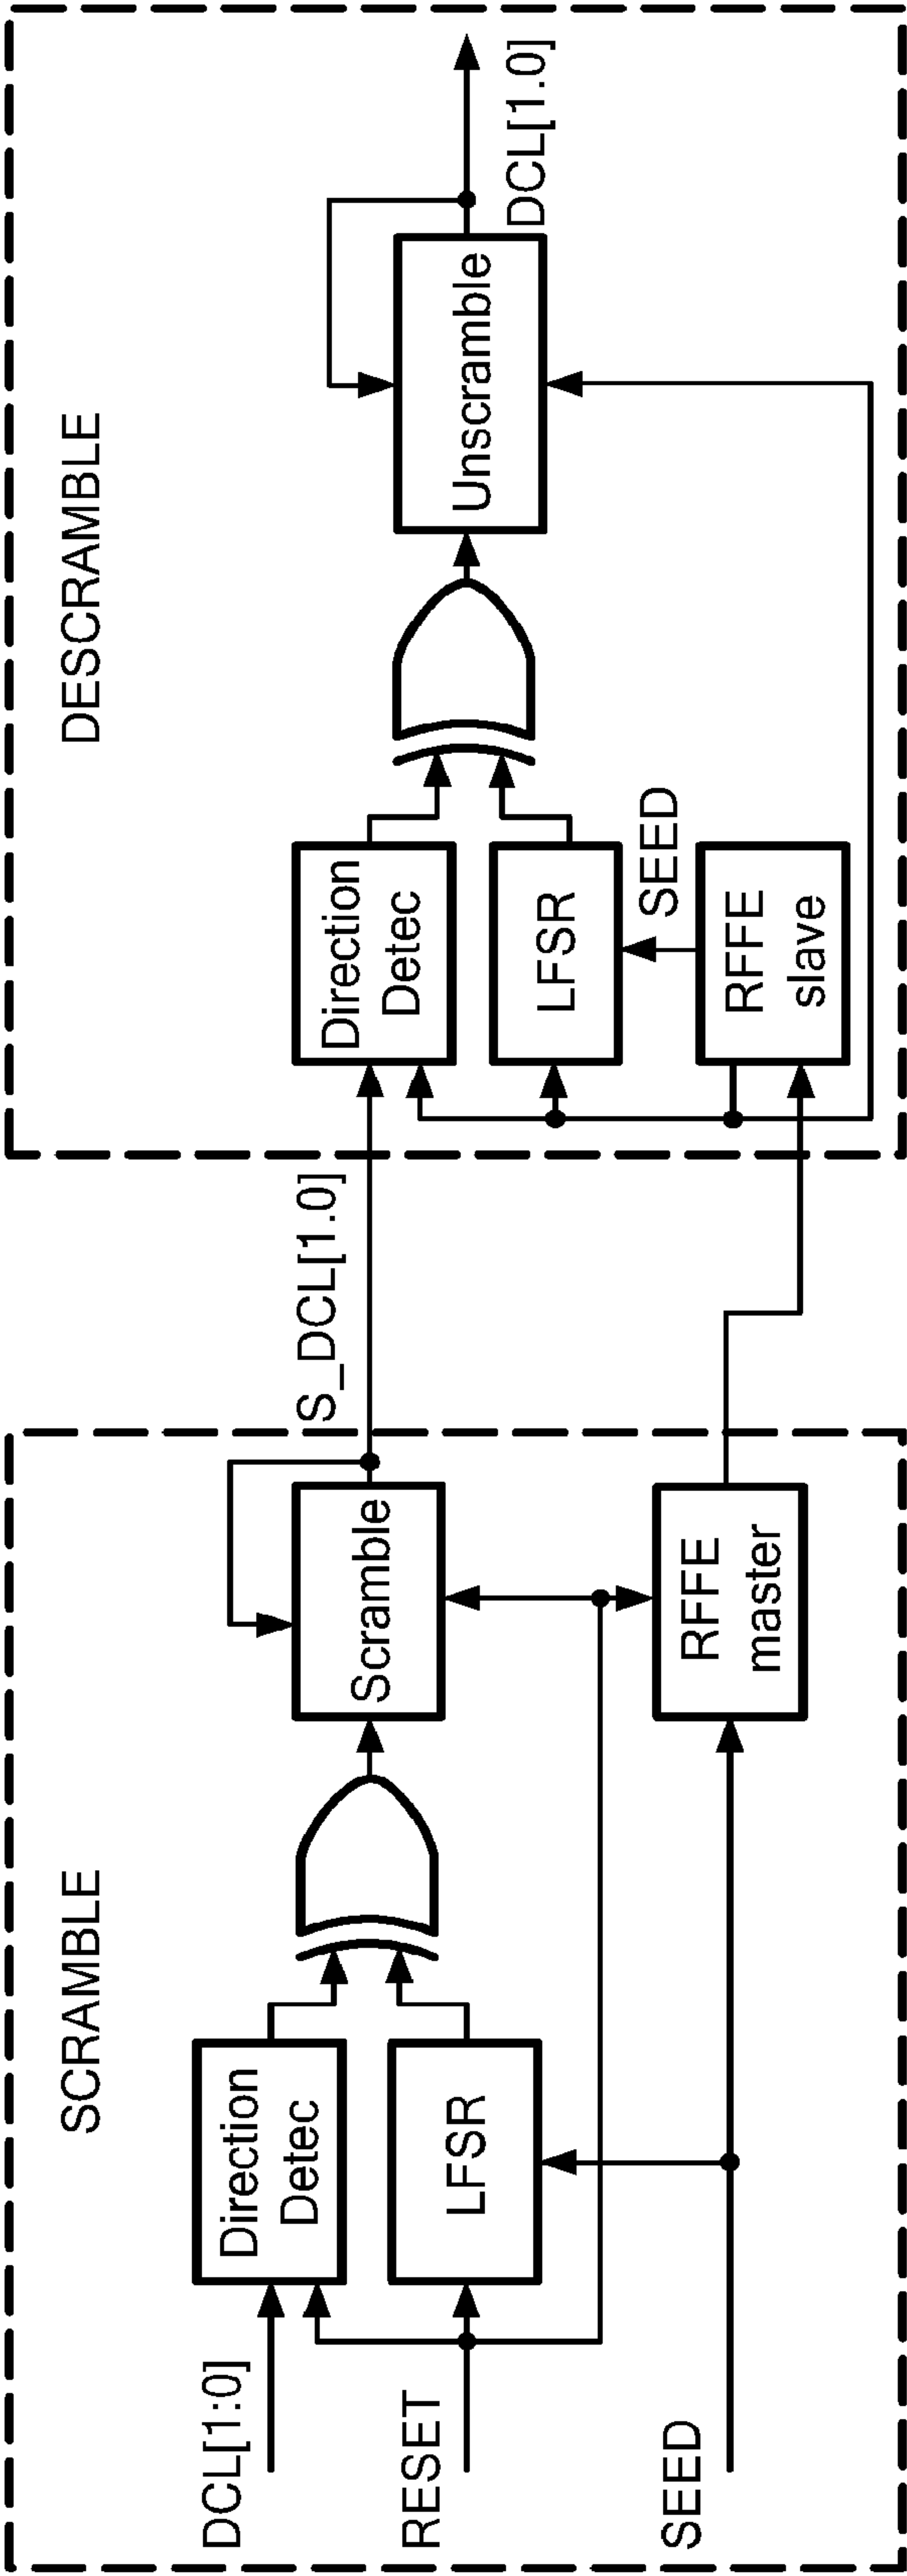 SCRAMBLE
DCL[1:0]
Direction
Detec
RESET
LFSR
SEED
Scramble
RFFE
master
S_DCL[1.0]
DESCRAMBLE
Direction
Detec
LFSR
SEED
RFFE
slave
Unscramble
DCL[1.0]